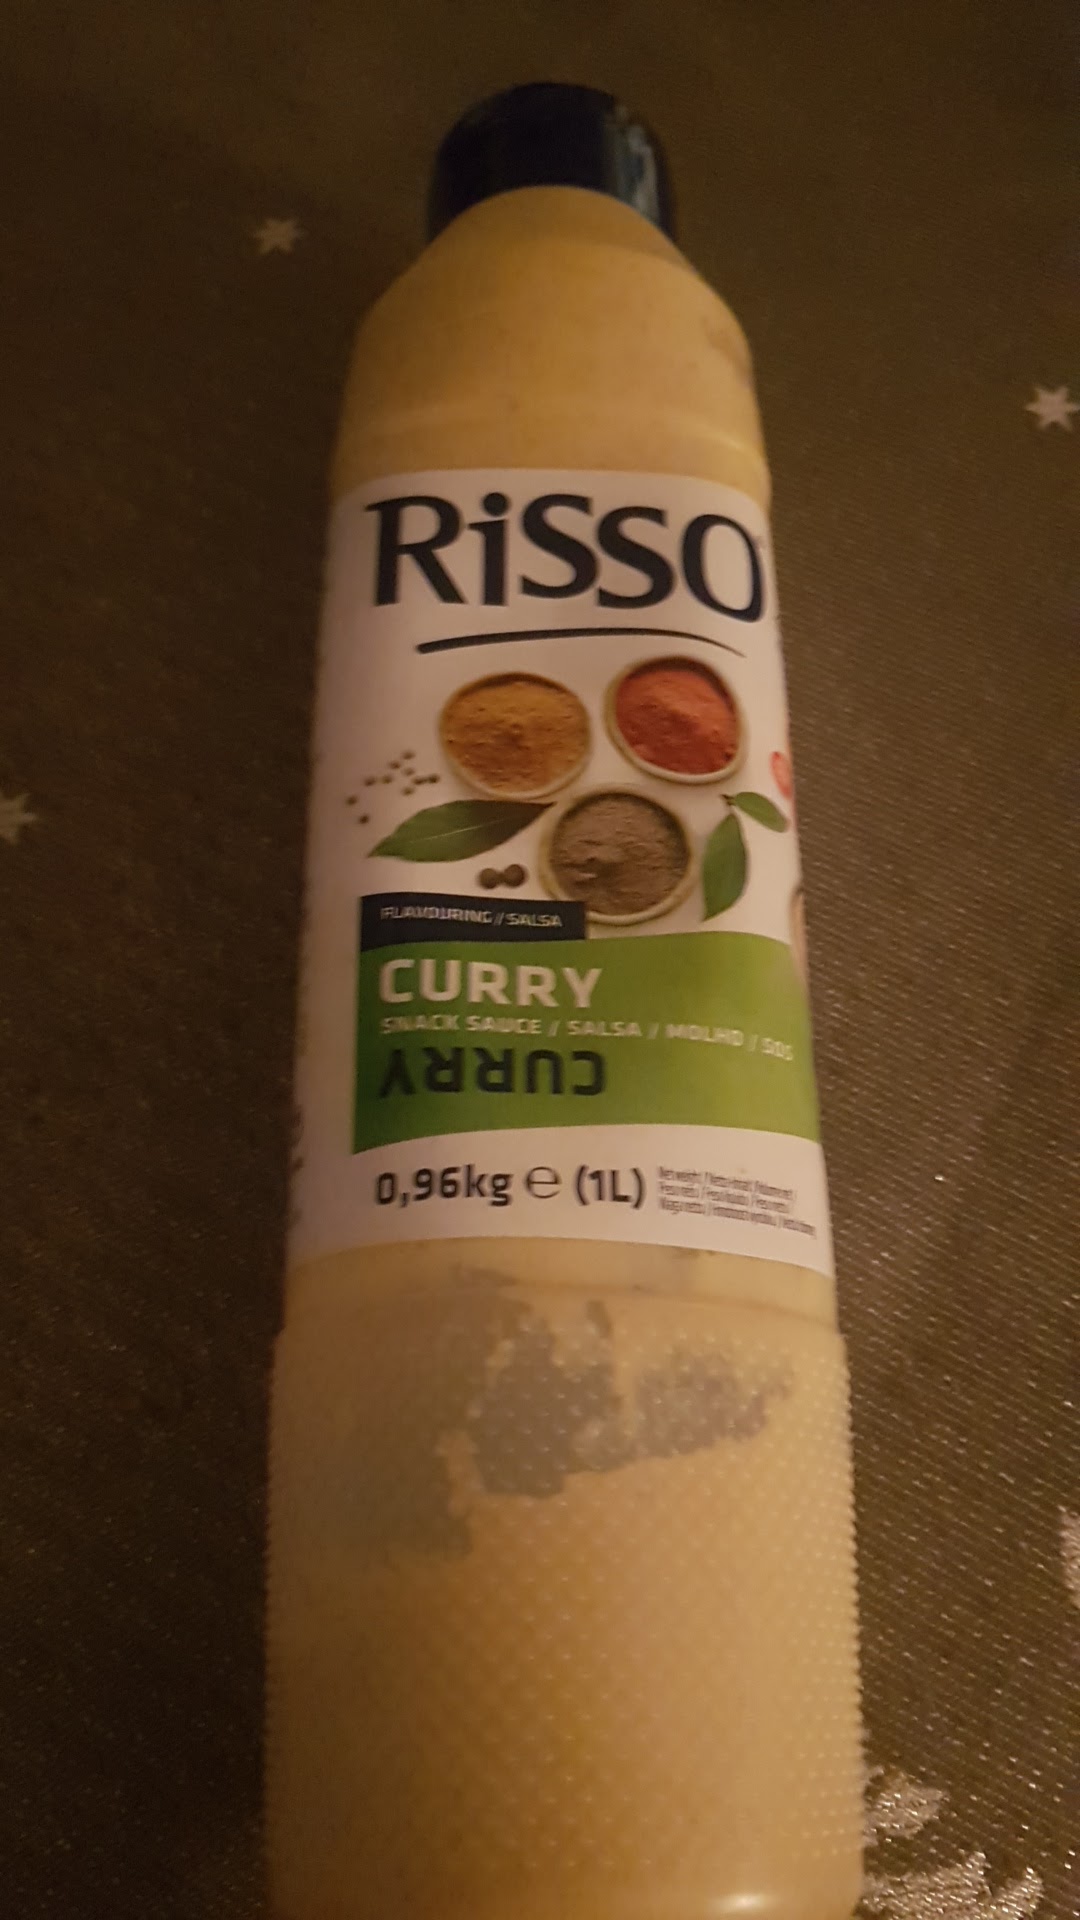 RiSSO
FLAVOURING / SALSA
CURRY
SNACK SAUCE / SALSA / MOLHO / SOS
CURRY
0,96kg e (1L)